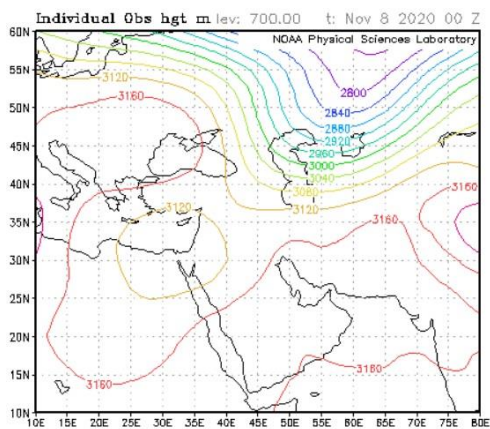 Individual Obs hgt m lev: 700.00 t: Nov 8 2020 00 Z
NOAA Physical Sciences Laboratory
60N
55N
50N
45N
40N
35N
30N
25N
20N
15N
10N
3120
3160
2800
2840
2880
2920
2960
3000
3040
3080
3120
3160
3120
3160
3160
3160
10E 15E 20E 25E 30E 35E 40E 45E 50E 55E 60E 65E 70E 75E 80E